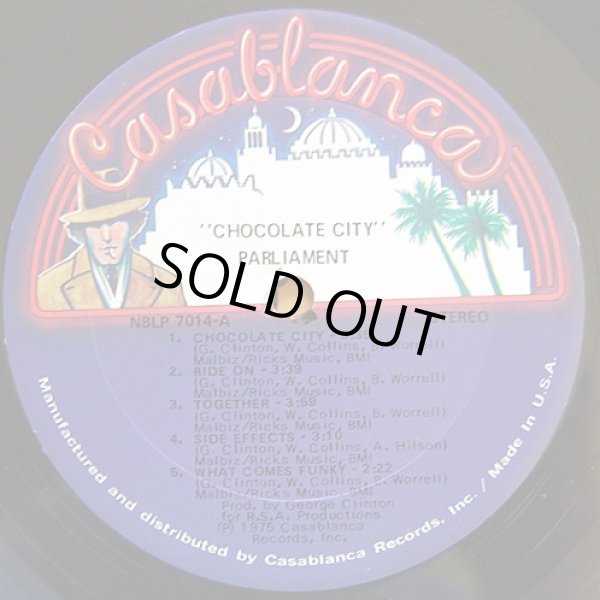 Casablanca
"CHOCOLATE CITY"
PARLIAMENT
SOLD OUT
NBLP 7014-A
STEREO
1. CHOCOLATE CITY
(G. Clinton, W. Collins, B. Worrell)
Malbiz/Ricks Music, BMI
2. RIDE ON - 3:39
(G. Clinton, W. Collins, B. Worrell)
Malbiz/Ricks Music, BMI
3. TOGETHER - 3:59
(G. Clinton, W. Collins, B. Worrell)
Malbiz/Ricks Music, BMI
4. SIDE EFFECTS - 3:10
(G. Clinton, W. Collins, A. Hilson)
Malbiz/Ricks Music, BMI
5. WHAT COMES FUNKY - 2:22
(G. Clinton, W. Collins, B. Worrell)
Malbiz/Ricks Music, BMI
Prod. by George Clinton
for R.S.A. Productions
(P) 1975 Casablanca
Records, Inc.
Manufactured and distributed by Casablanca Records, Inc. / Made in U.S.A.